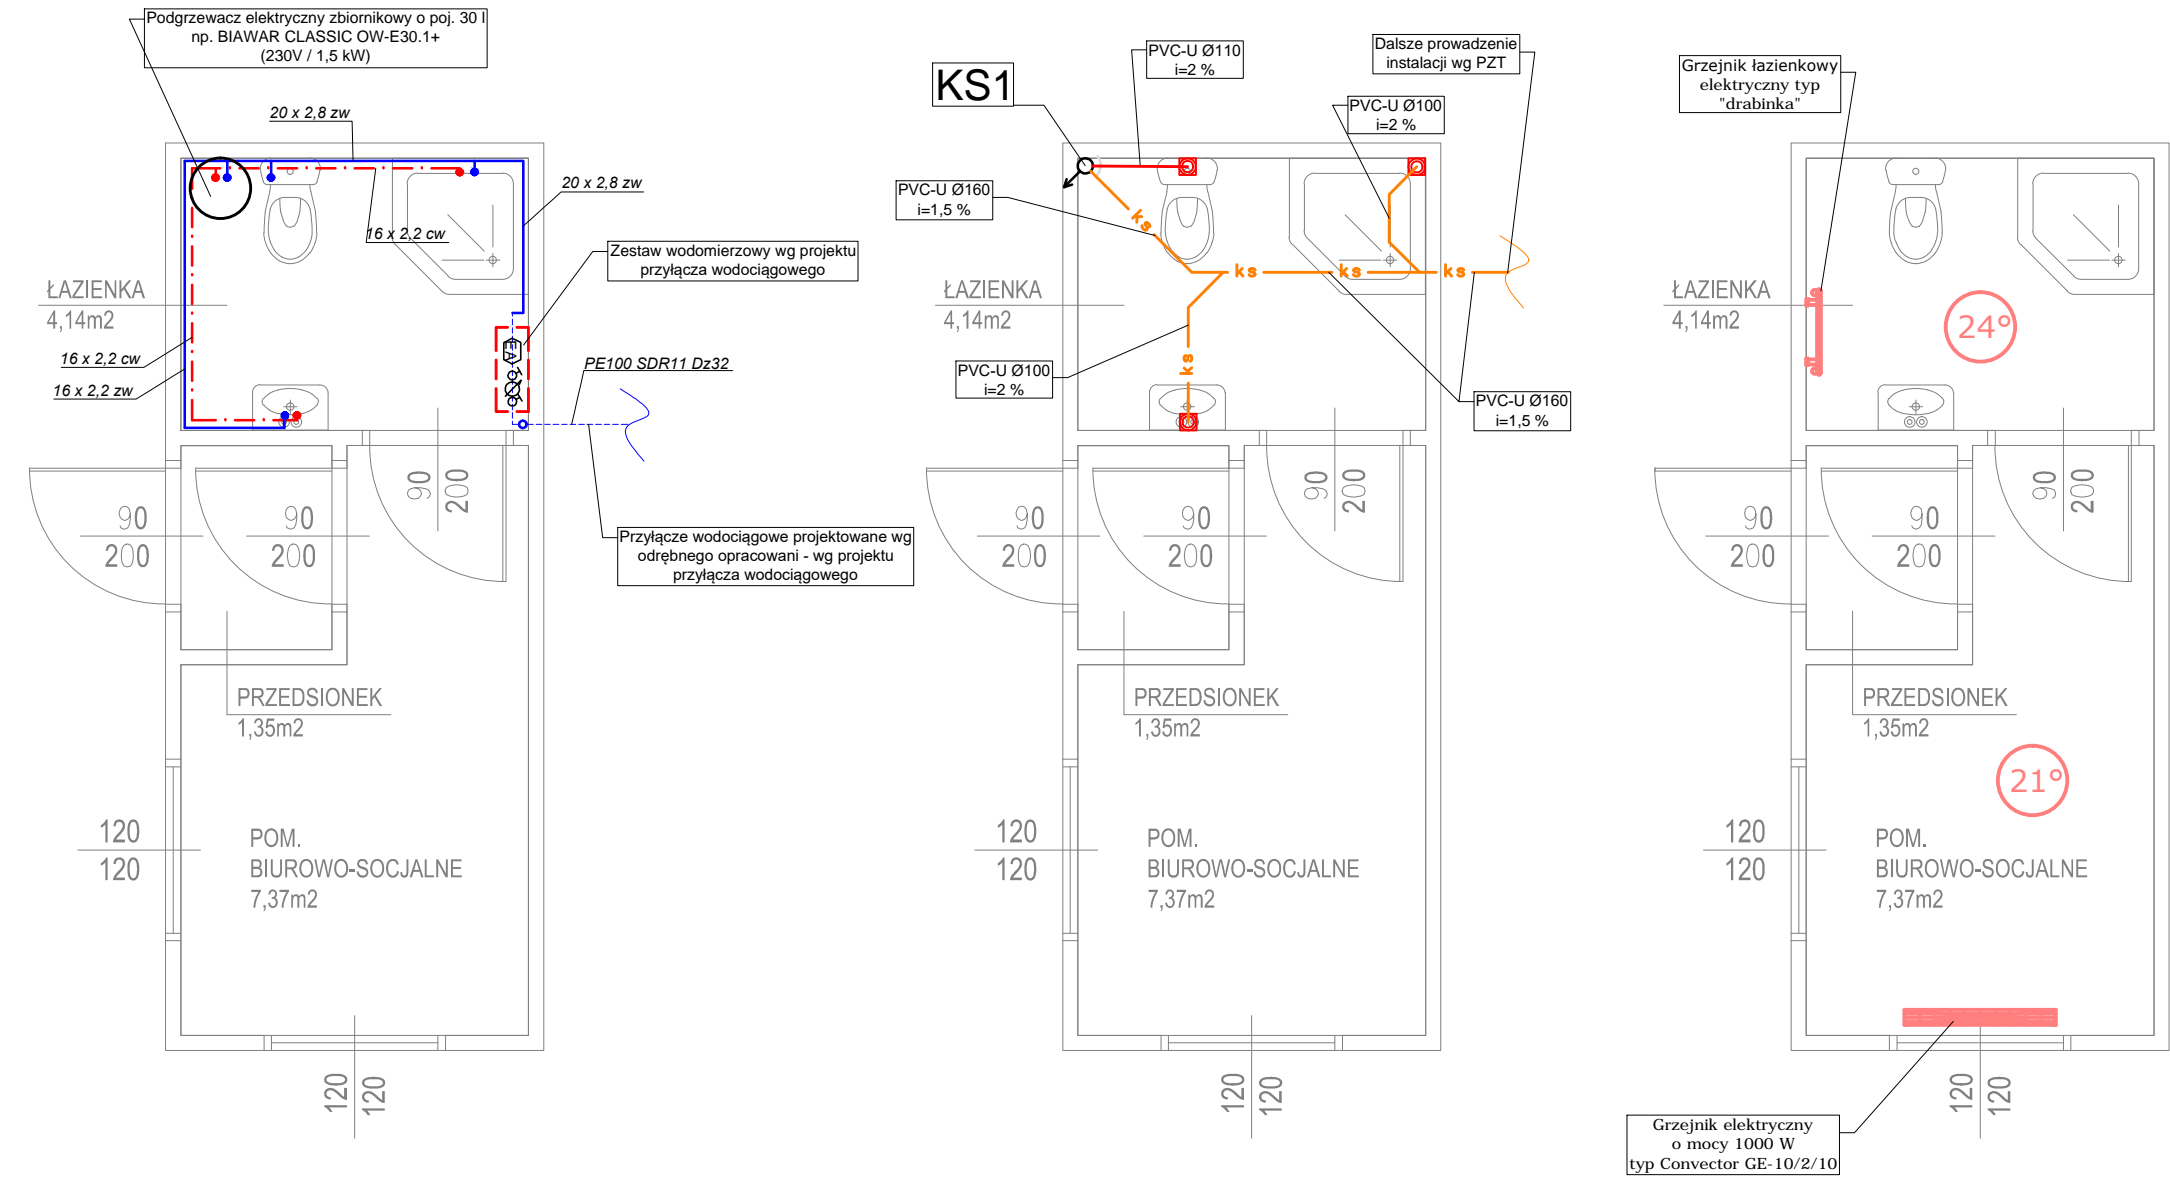 Podgrzewacz elektryczny zbiornikowy o poj. 30 l
np. BIAWAR CLASSIC OW-E30.1+
(230V / 1,5 kW)
20 x 2,8 zw
20 x 2,8 zw
16 x 2,2 cw
Zestaw wodomierzowy wg projektu
przyłącza wodociągowego
ŁAZIENKA
4,14m2
16 x 2,2 cw
16 x 2,2 zw
EA
PE100 SDR11 Dz32
90
200
90
200
90
200
Przyłącze wodociągowe projektowane wg
odrębnego opracowani - wg projektu
przyłącza wodociągowego
PRZEDSIONEK
1,35m2
120
120
POM.
BIUROWO-SOCJALNE
7,37m2
120
120
KS1
PVC-U Ø110
i=2 %
Dalsze prowadzenie
instalacji wg PZT
PVC-U Ø100
i=2 %
PVC-U Ø160
i=1,5 %
ks
ks
ks
ks
ks
ŁAZIENKA
4,14m2
PVC-U Ø100
i=2 %
PVC-U Ø160
i=1,5 %
90
200
90
200
90
200
PRZEDSIONEK
1,35m2
120
120
POM.
BIUROWO-SOCJALNE
7,37m2
120
120
Grzejnik łazienkowy
elektryczny typ
"drabinka"
ŁAZIENKA
4,14m2
24°
90
200
90
200
90
200
PRZEDSIONEK
1,35m2
21°
120
120
POM.
BIUROWO-SOCJALNE
7,37m2
120
120
Grzejnik elektryczny
o mocy 1000 W
typ Convector GE-10/2/10